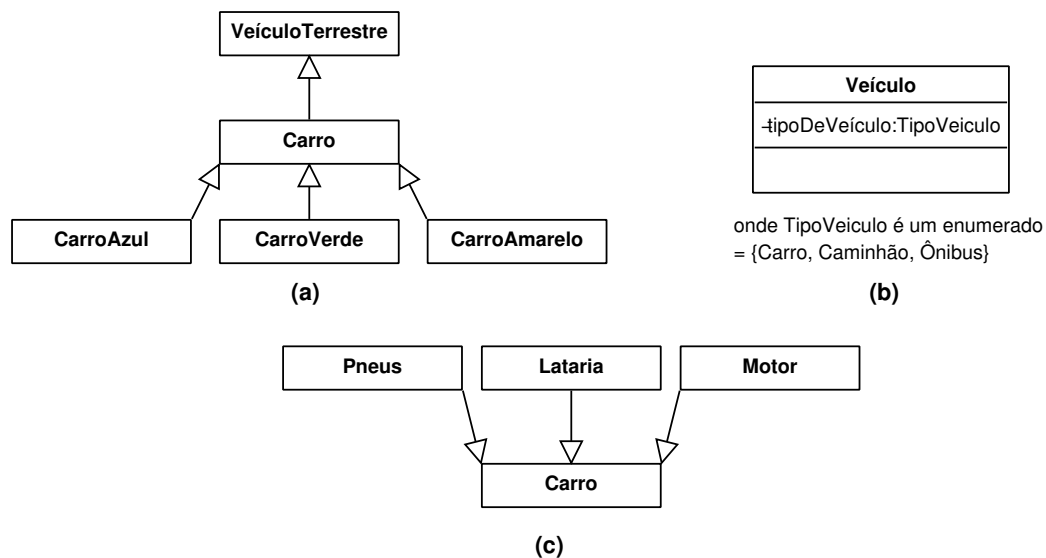 VeículoTerrestre
Carro
CarroAzul
CarroVerde
CarroAmarelo
(a)
Veículo
-tipoDeVeículo:TipoVeiculo
onde TipoVeiculo é um enumerado
= {Carro, Caminhão, Ônibus}
(b)
Pneus
Lataria
Motor
Carro
(c)